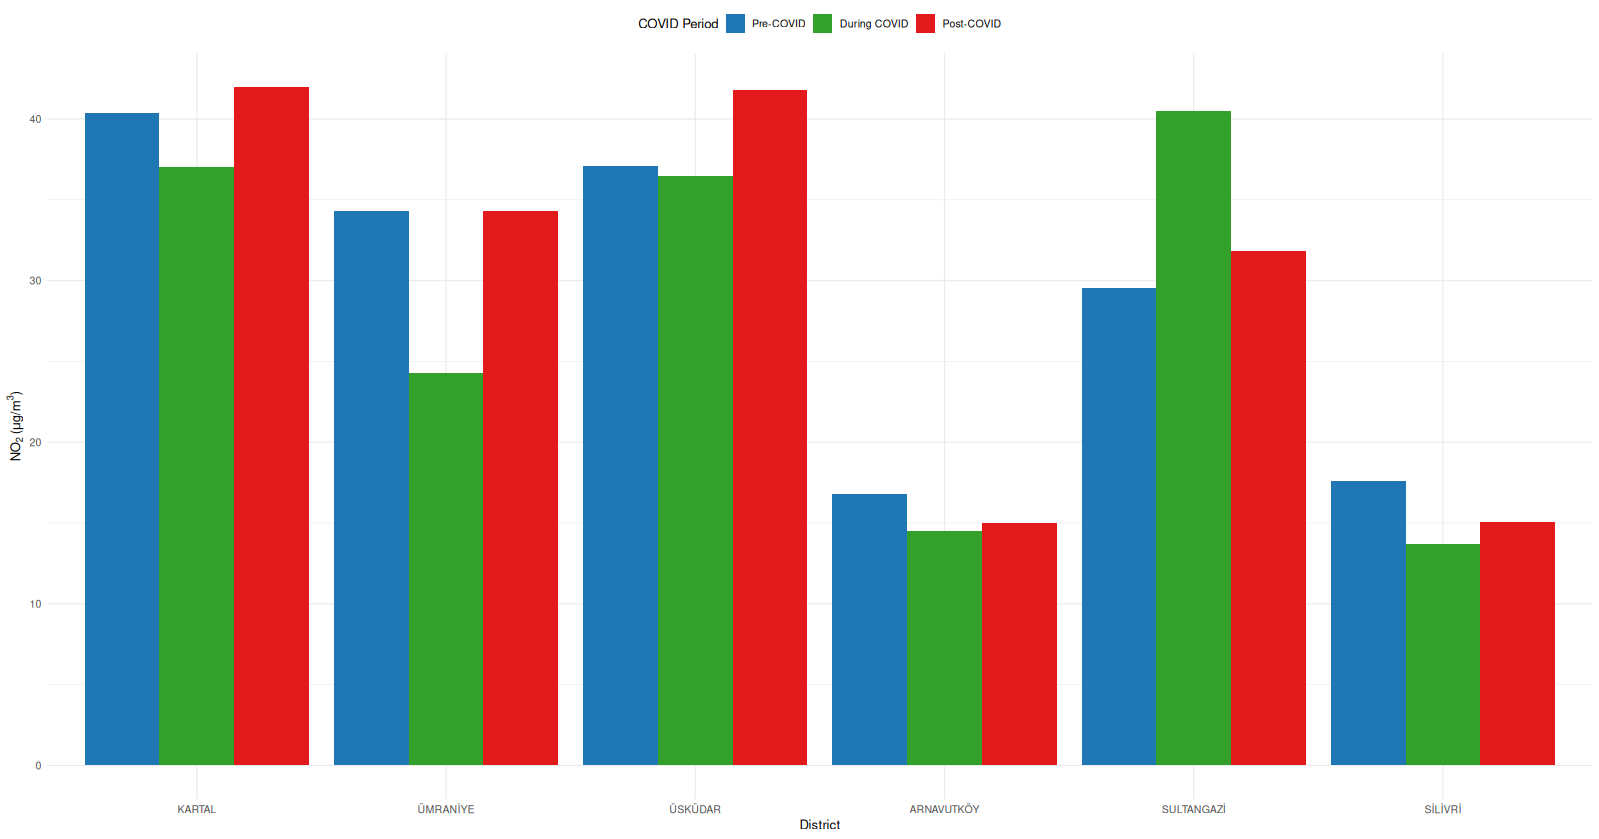 COVID Period Pre-COVID During COVID Post-COVID
NO₂ (µg/m³)
40
30
20
10
0
KARTAL ÜMRANİYE ÜSKÜDAR ARNAVUTKÖY SULTANGAZİ SİLİVRİ
District